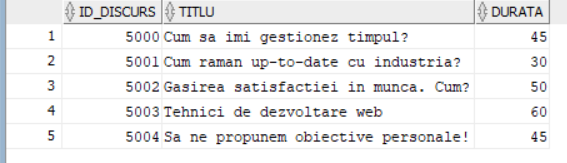 ID_DISCURS TITLU DURATA
1 5000 Cum sa imi gestionez timpul? 45
2 5001 Cum raman up-to-date cu industria? 30
3 5002 Gasirea satisfactiei in munca. Cum? 50
4 5003 Tehnici de dezvoltare web 60
5 5004 Sa ne propunem obiective personale! 45